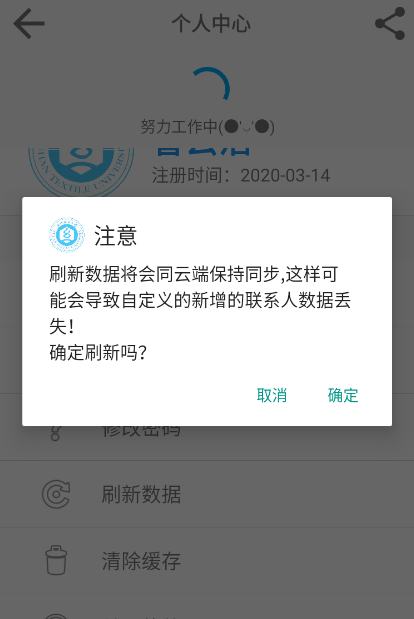 个人中心
努力工作中(●'◡'●)
注册时间：2020-03-14
注意
刷新数据将会同云端保持同步,这样可
能会导致自定义的新增的联系人数据丢
失！
确定刷新吗？
取消 确定
修改密码
刷新数据
清除缓存